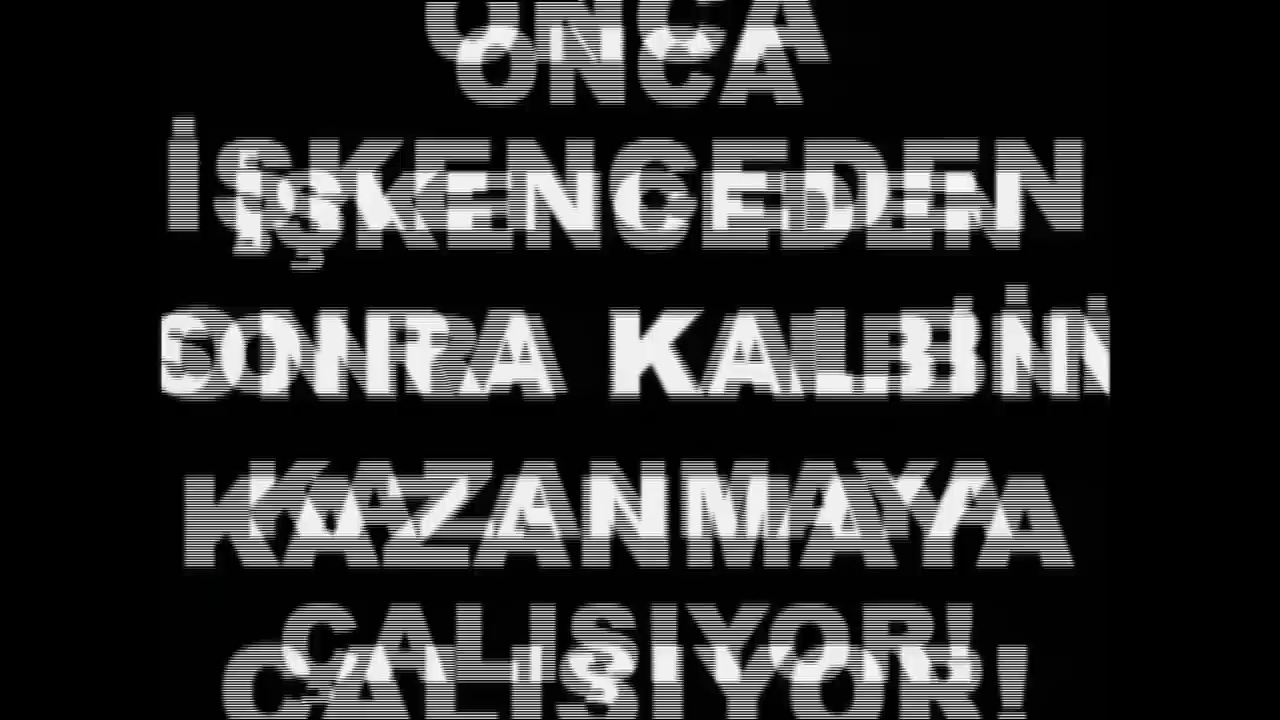 ONCA
İŞKENCEDEN
SONRA KALBİNİ
KAZANMAYA
ÇALIŞIYOR!